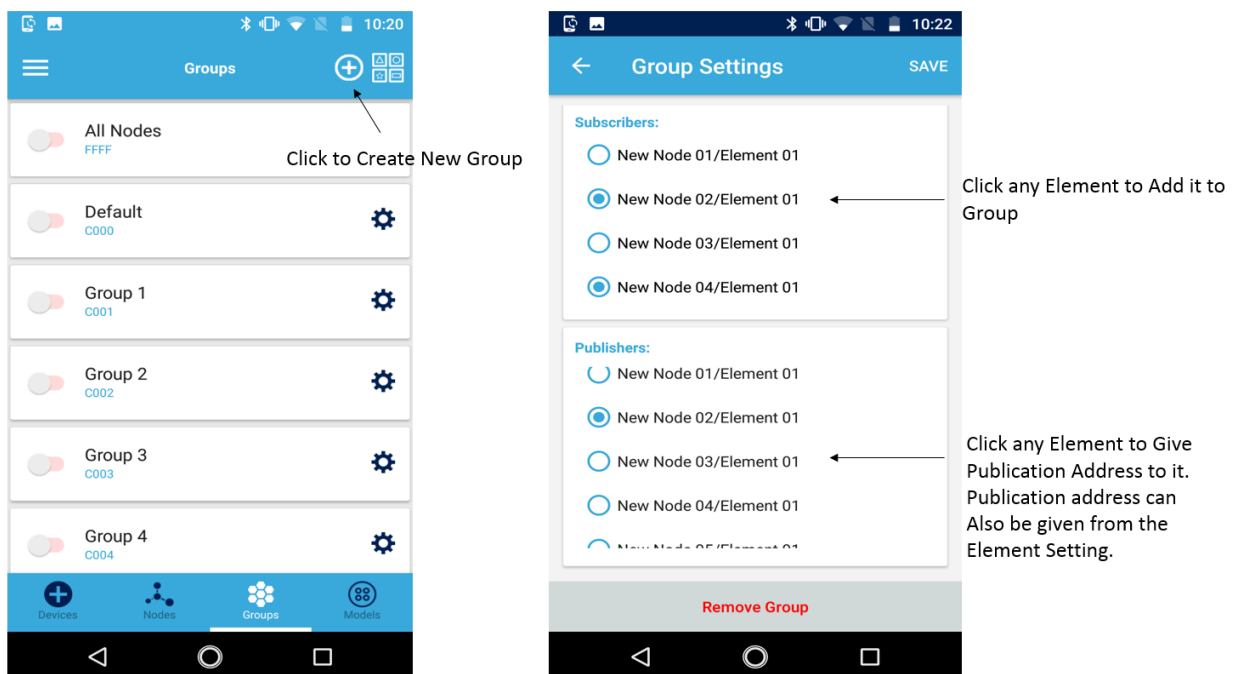 10:20
Groups
All Nodes
FFFF
Click to Create New Group
Default
C000
Group 1
C001
Group 2
C002
Group 3
C003
Group 4
C004
Devices
Nodes
Groups
Models
10:22
Group Settings
SAVE
Subscribers:
New Node 01/Element 01
New Node 02/Element 01
New Node 03/Element 01
New Node 04/Element 01
Click any Element to Add it to
Group
Publishers:
New Node 01/Element 01
New Node 02/Element 01
New Node 03/Element 01
New Node 04/Element 01
New Node 05/Element 01
Click any Element to Give
Publication Address to it.
Publication address can
Also be given from the
Element Setting.
Remove Group